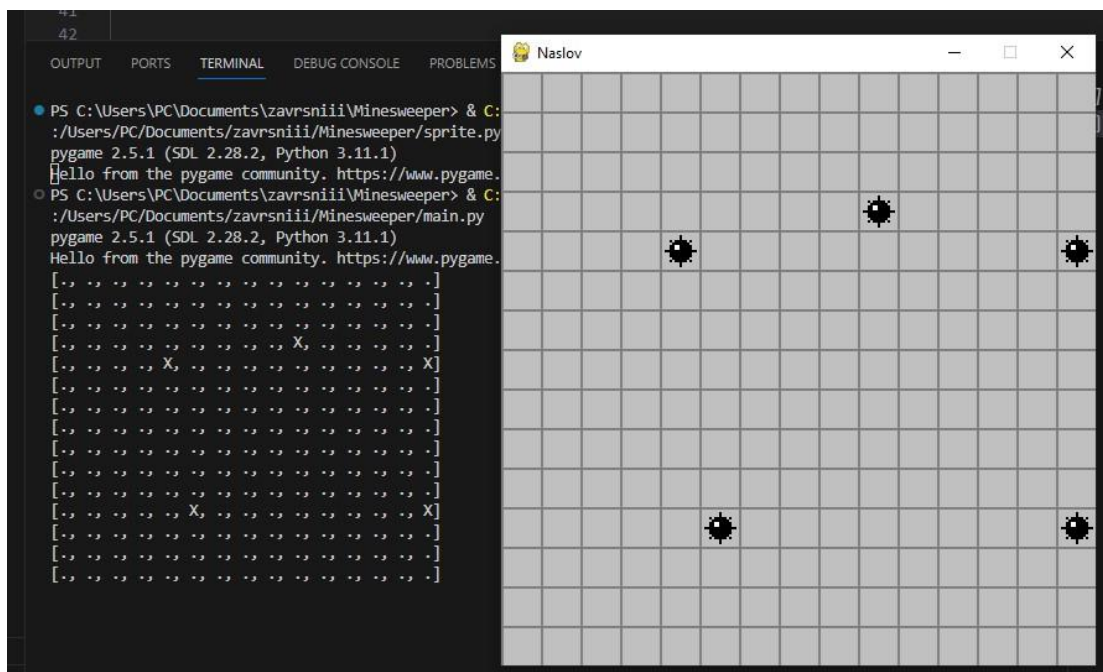 41
42
OUTPUT PORTS TERMINAL DEBUG CONSOLE PROBLEMS
PS C:\Users\PC\Documents\zavrsniii\Minesweeper> & C:
:/Users/PC/Documents/zavrsniii/Minesweeper/sprite.py
pygame 2.5.1 (SDL 2.28.2, Python 3.11.1)
Hello from the pygame community. https://www.pygame.
PS C:\Users\PC\Documents\zavrsniii\Minesweeper> & C:
:/Users/PC/Documents/zavrsniii/Minesweeper/main.py
pygame 2.5.1 (SDL 2.28.2, Python 3.11.1)
Hello from the pygame community. https://www.pygame.
[., ., ., ., ., ., ., ., ., ., ., ., ., ., .]
[., ., ., ., ., ., ., ., ., ., ., ., ., ., .]
[., ., ., ., ., ., ., ., ., ., ., ., ., ., .]
[., ., ., ., ., ., ., ., ., X, ., ., ., ., .]
[., ., ., ., X, ., ., ., ., ., ., ., ., ., X]
[., ., ., ., ., ., ., ., ., ., ., ., ., ., .]
[., ., ., ., ., ., ., ., ., ., ., ., ., ., .]
[., ., ., ., ., ., ., ., ., ., ., ., ., ., .]
[., ., ., ., ., ., ., ., ., ., ., ., ., ., .]
[., ., ., ., ., ., ., ., ., ., ., ., ., ., .]
[., ., ., ., ., ., ., ., ., ., ., ., ., ., .]
[., ., ., ., ., X, ., ., ., ., ., ., ., ., X]
[., ., ., ., ., ., ., ., ., ., ., ., ., ., .]
[., ., ., ., ., ., ., ., ., ., ., ., ., ., .]
[., ., ., ., ., ., ., ., ., ., ., ., ., ., .]
Naslov